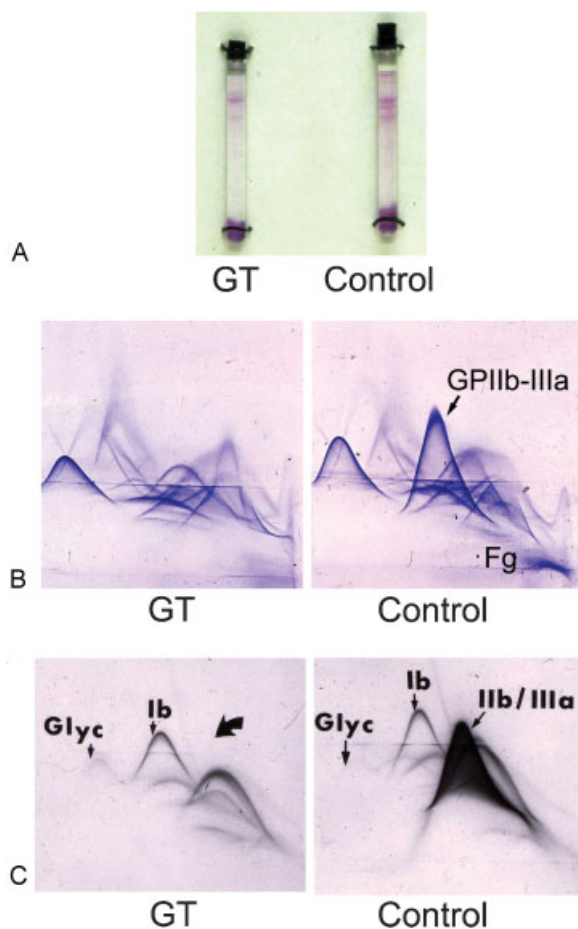 A
GT Control
GPIIb-IIIa
Fg
B
GT Control
Glyc
Ib
Ib
IIb/IIIa
Glyc
C
GT Control